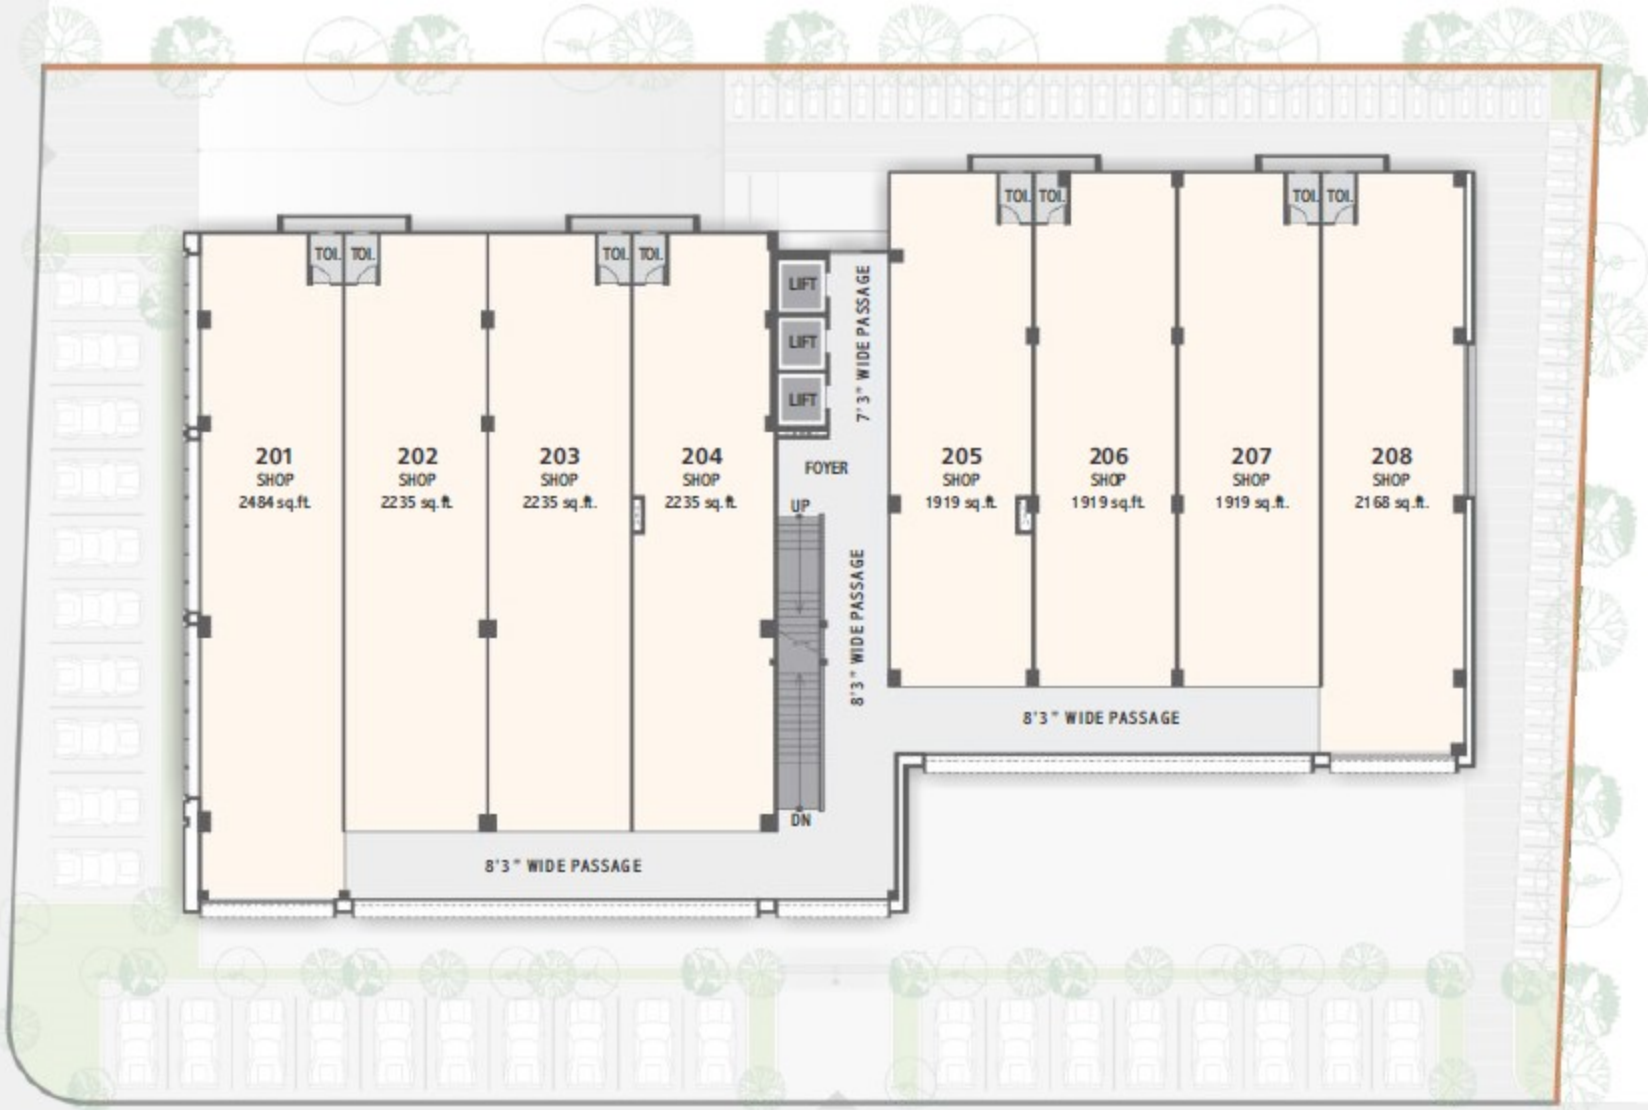 TOI. TOI.
TOI. TOI.
TOI. TOI.
TOI. TOI.
LIFT
LIFT
LIFT
7'3" WIDE PASSAGE
201
SHOP
2484 sq.ft.
202
SHOP
2235 sq.ft.
203
SHOP
2235 sq.ft.
204
SHOP
2235 sq.ft.
FOYER
UP
205
SHOP
1919 sq.ft.
206
SHOP
1919 sq.ft.
207
SHOP
1919 sq.ft.
208
SHOP
2168 sq.ft.
8'3" WIDE PASSAGE
8'3" WIDE PASSAGE
DN
8'3" WIDE PASSAGE